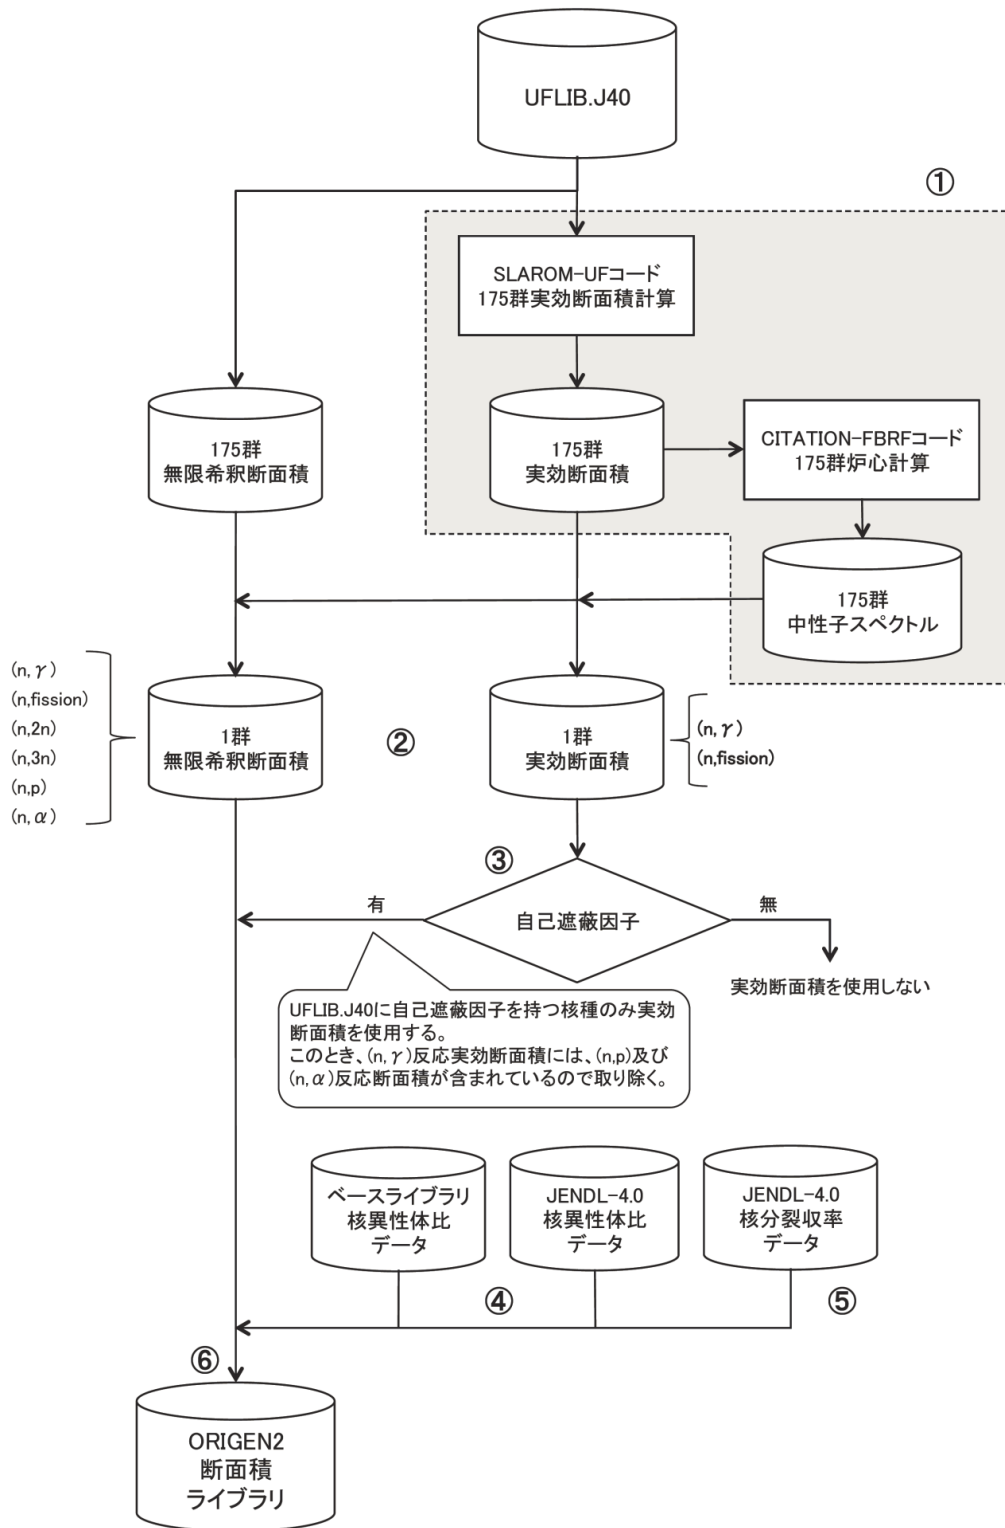 UFLIB.J40
①
SLAROM-UFコード
175群実効断面積計算
175群
無限希釈断面積
175群
実効断面積
CITATION-FBRFコード
175群炉心計算
175群
中性子スペクトル
(n,γ)
(n,fission)
(n,2n)
(n,3n)
(n,p)
(n,α)
1群
無限希釈断面積
②
1群
実効断面積
(n,γ)
(n,fission)
③
有
自己遮蔽因子
無
実効断面積を使用しない
UFLIB.J40に自己遮蔽因子を持つ核種のみ実効
断面積を使用する。
このとき、(n,γ)反応実効断面積には、(n,p)及び
(n,α)反応断面積が含まれているので取り除く。
ベースライブラリ
核異性体比
データ
JENDL-4.0
核異性体比
データ
JENDL-4.0
核分裂収率
データ
④
⑤
⑥
ORIGEN2
断面積
ライブラリ